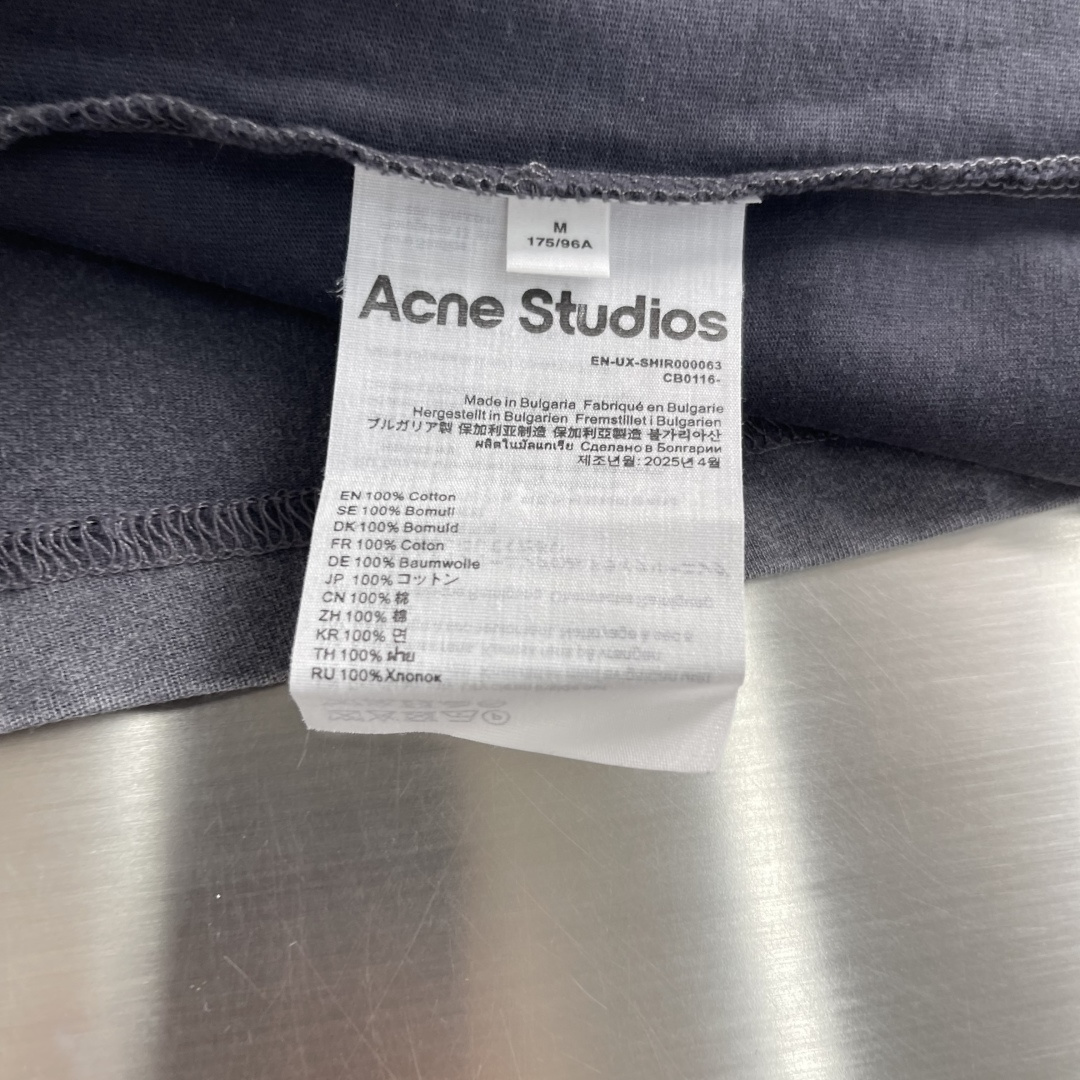 M
175/96A
Acne Studios
EN-UX-SHIR000063
CB0116-
Made in Bulgaria Fabriqué en Bulgarie
Hergestellt in Bulgarien Fremstillet i Bulgarien
ブルガリア製 保加利亚制造 保加利亞製造 불가리아산
ผลิตในบัลแกเรีย Сделано в Болгарии
제조년월: 2025년 4월
EN 100% Cotton
SE 100% Bomull
DK 100% Bomuld
FR 100% Coton
DE 100% Baumwolle
JP 100% コットン
CN 100% 棉
ZH 100% 棉
KR 100% 면
TH 100% ฝ้าย
RU 100% Хлопок